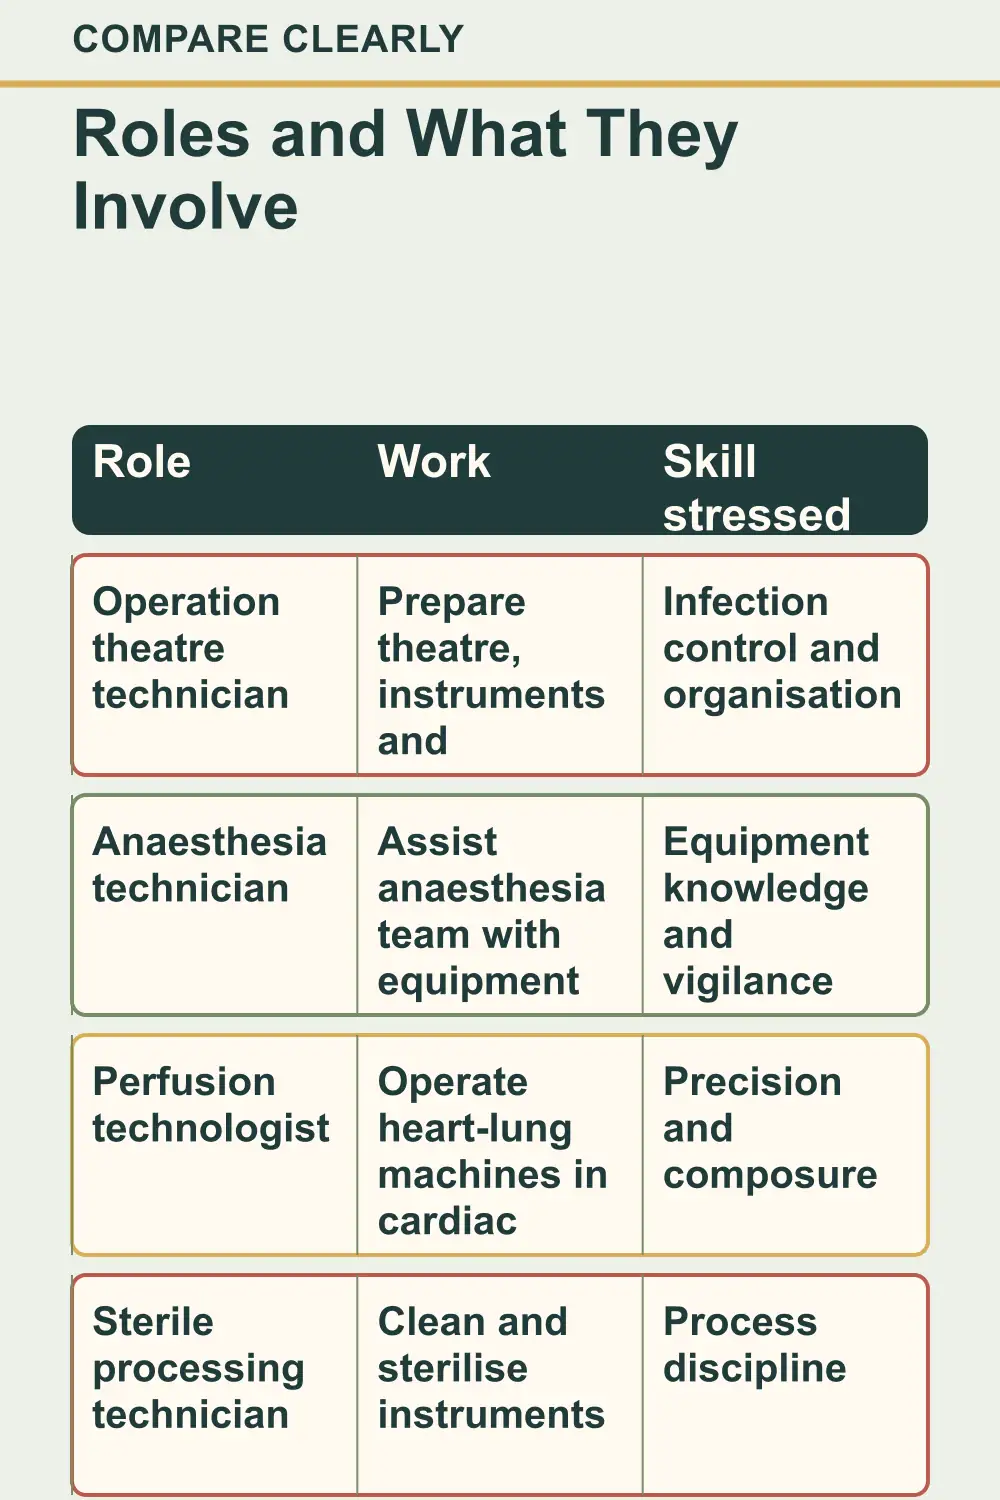 COMPARE CLEARLY
Roles and What They
Involve
Role
Work
Skill
stressed
Operation
theatre
technician
Prepare
theatre,
instruments
and
Infection
control and
organisation
Anaesthesia
technician
Assist
anaesthesia
team with
equipment
Equipment
knowledge
and
vigilance
Perfusion
technologist
Operate
heart-lung
machines in
cardiac
Precision
and
composure
Sterile
processing
technician
Clean and
sterilise
instruments
Process
discipline